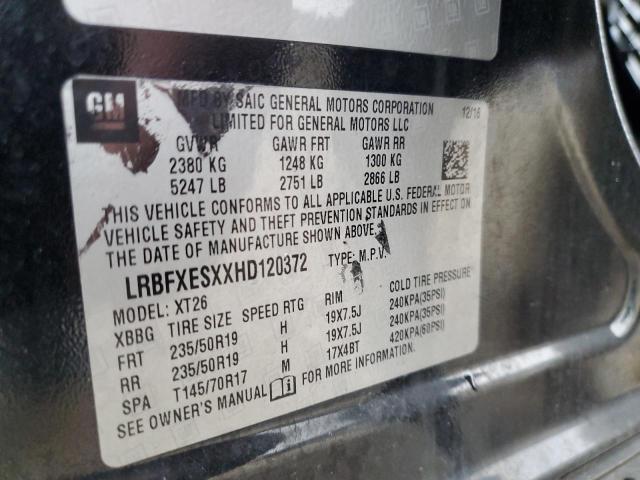 GM
MFD BY SAIC GENERAL MOTORS CORPORATION
LIMITED FOR GENERAL MOTORS LLC
12/16
GVWR GAWR FRT GAWR RR
2380 KG 1248 KG 1300 KG
5247 LB 2751 LB 2866 LB
THIS VEHICLE CONFORMS TO ALL APPLICABLE U.S. FEDERAL MOTOR
VEHICLE SAFETY AND THEFT PREVENTION STANDARDS IN EFFECT ON
THE DATE OF MANUFACTURE SHOWN ABOVE.
LRBFXESXXHD120372 TYPE: M.P.V.
MODEL: XT26
XBBG TIRE SIZE SPEED RTG RIM COLD TIRE PRESSURE
FRT 235/50R19 H 19X7.5J 240KPA(35PSI)
RR 235/50R19 H 19X7.5J 240KPA(35PSI)
SPA T145/70R17 M 17X4BT 420KPA(60PSI)
SEE OWNER'S MANUAL FOR MORE INFORMATION.